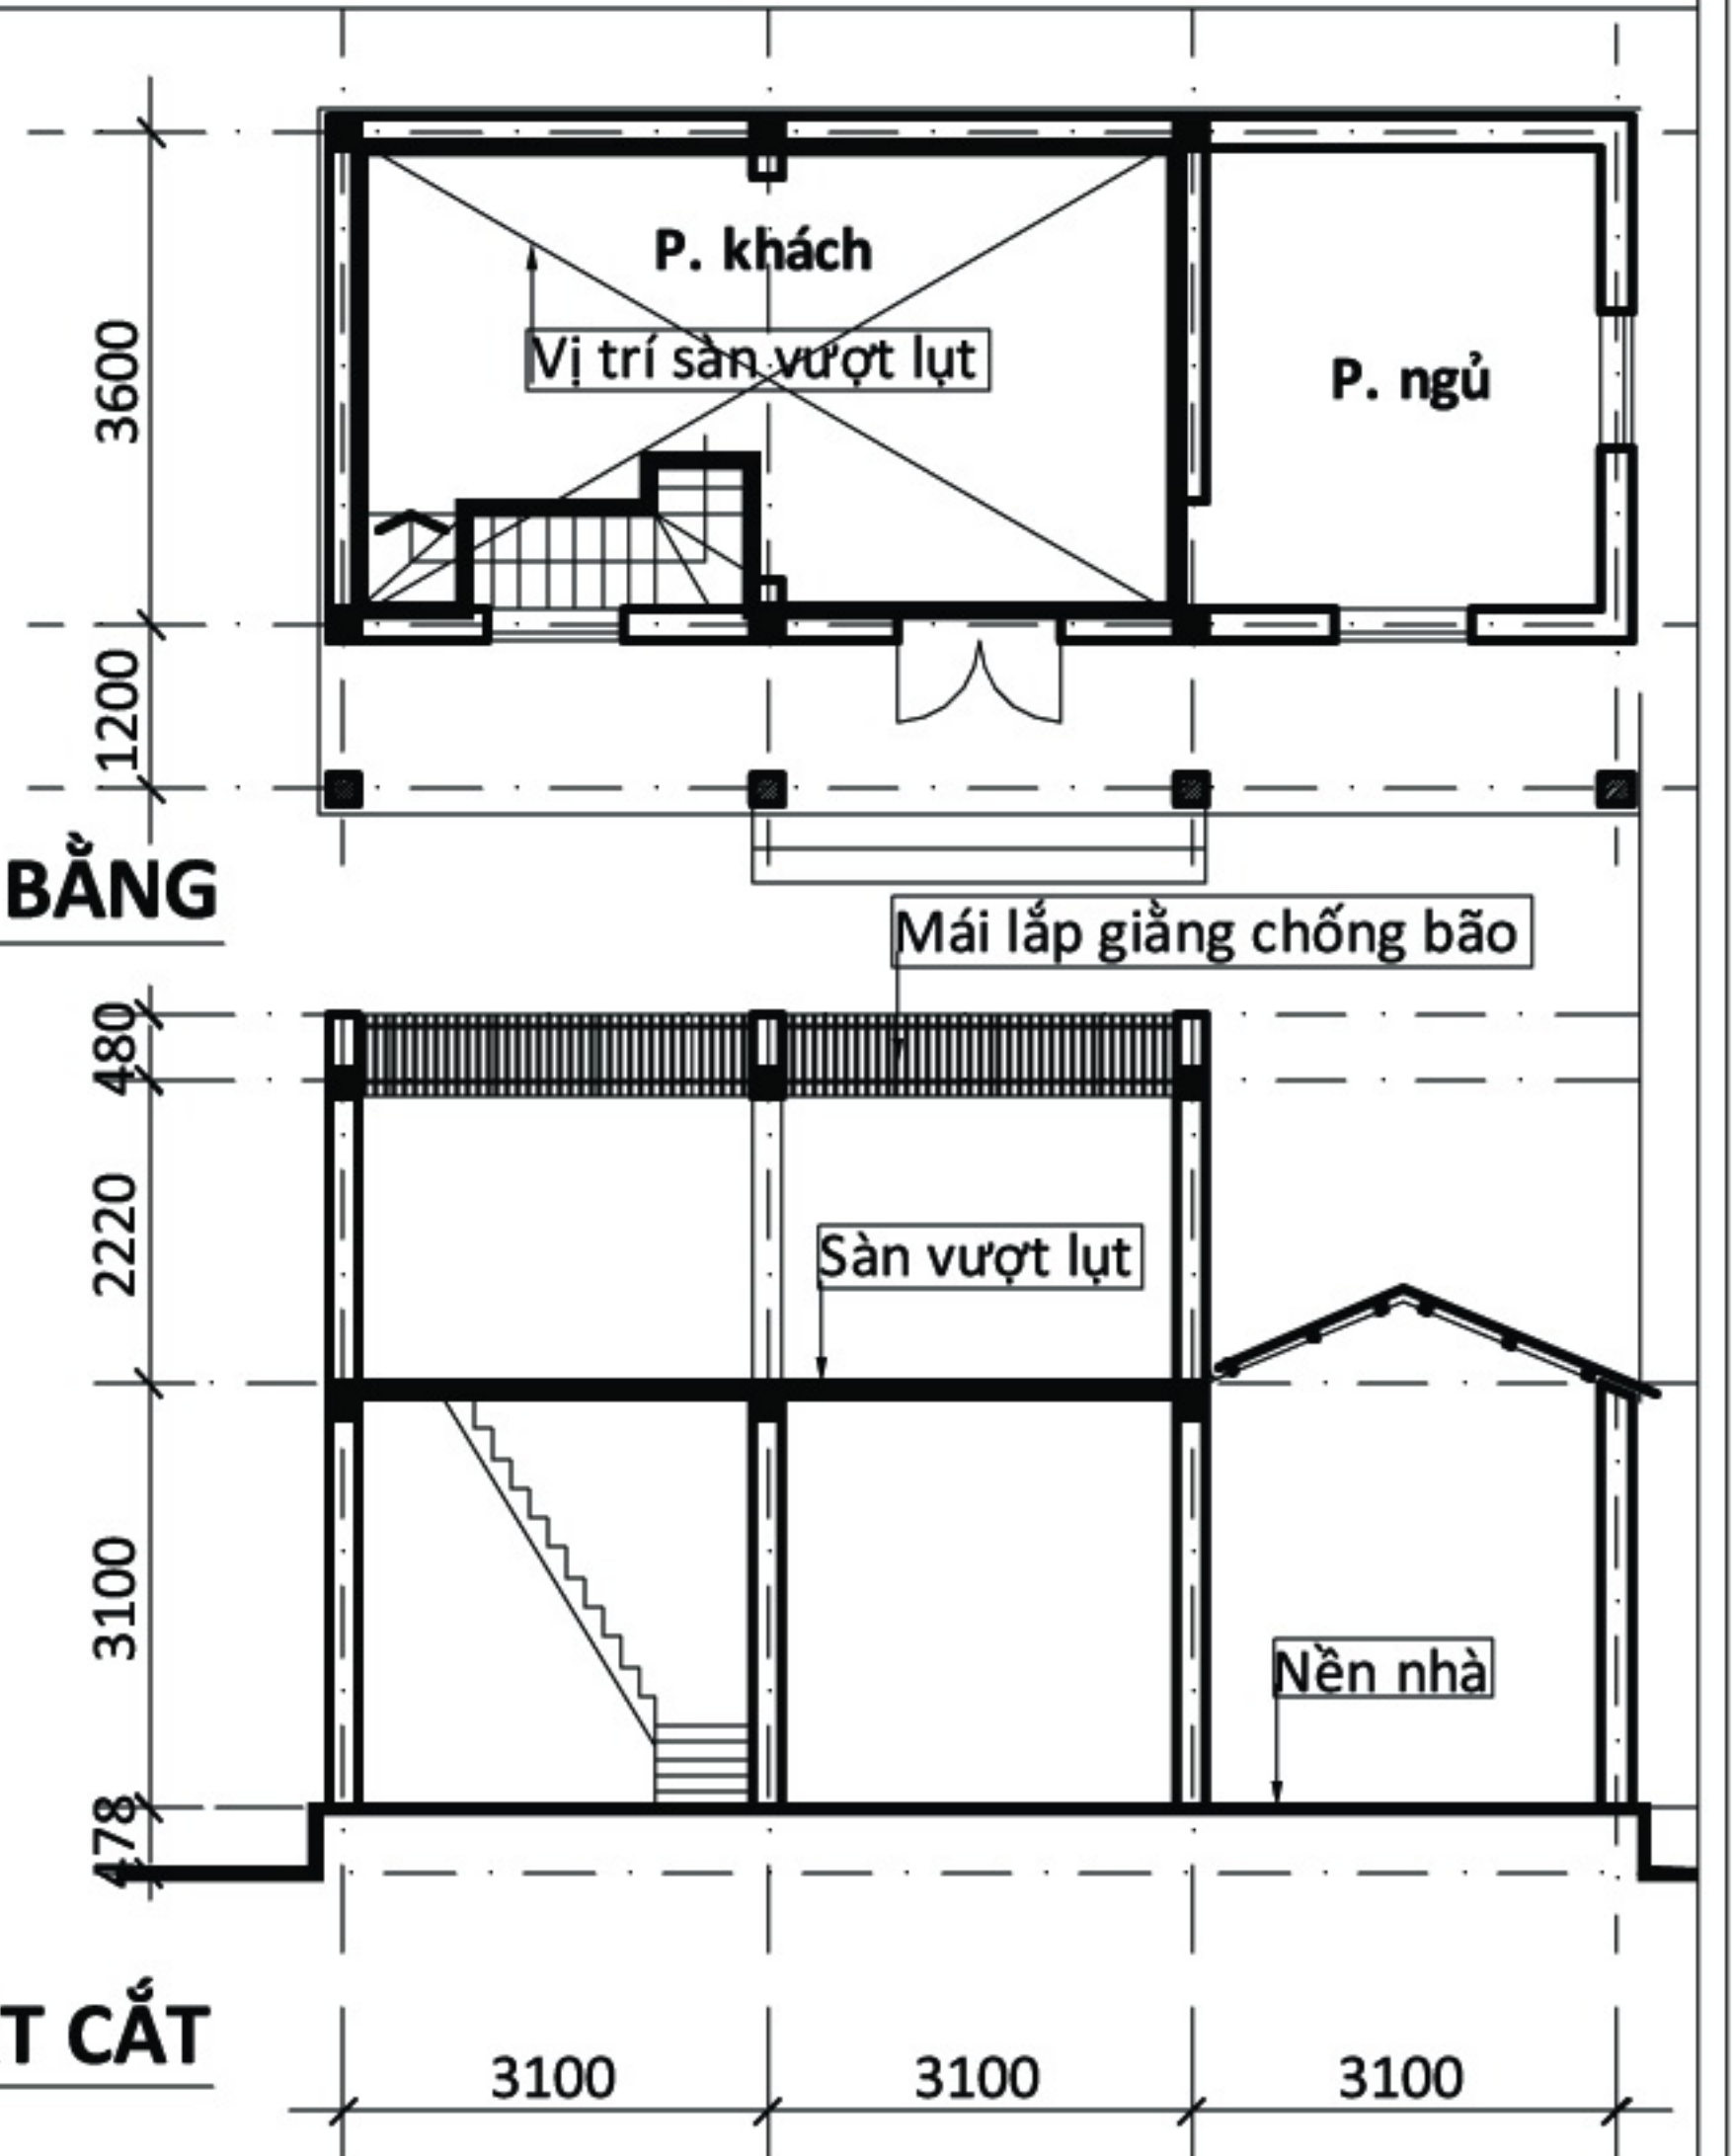 P. khách
Vị trí sàn vượt lụt
P. ngủ
3600
1200
BẰNG
Mái lắp giằng chống bão
480
2220
Sàn vượt lụt
3100
Nền nhà
478
T CẮT
3100 3100 3100